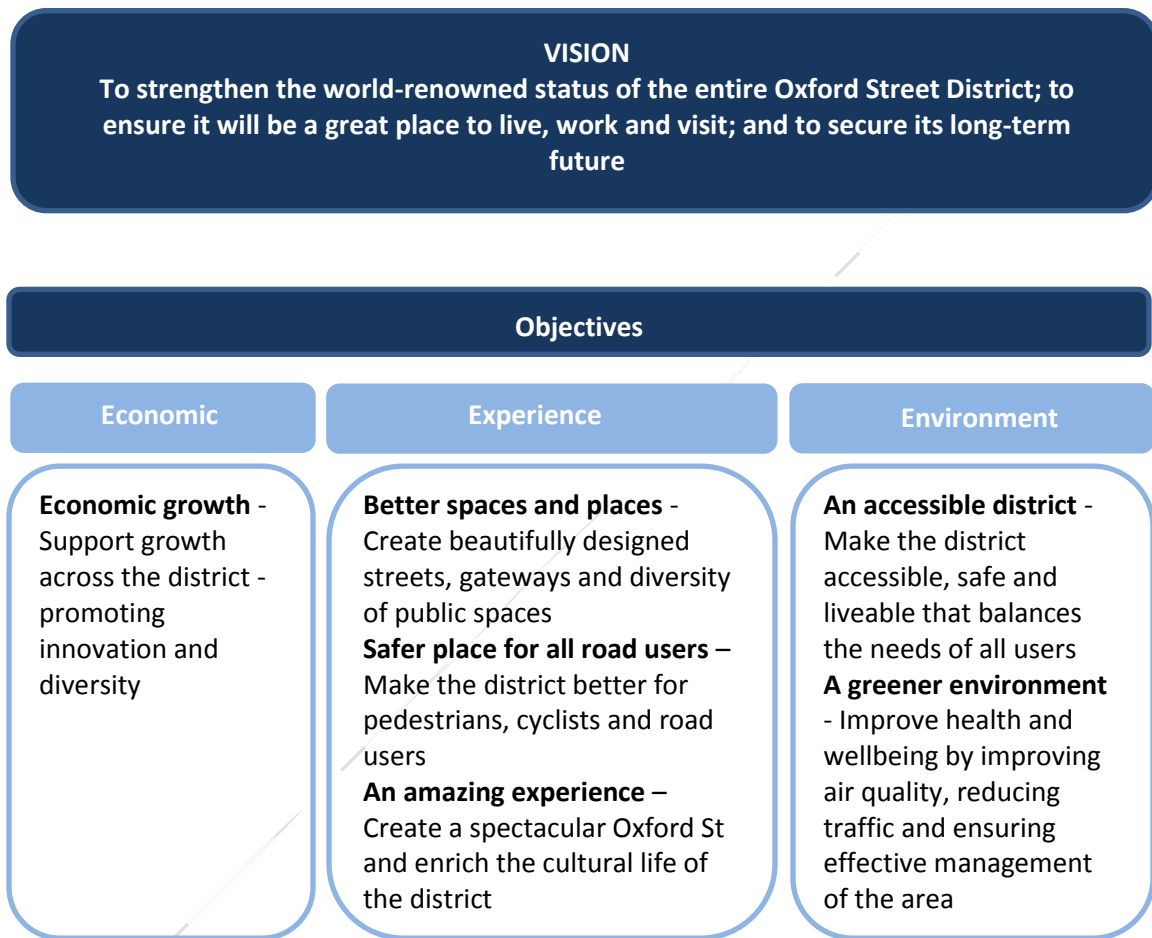 VISION
To strengthen the world-renowned status of the entire Oxford Street District; to
ensure it will be a great place to live, work and visit; and to secure its long-term
future
Objectives
Economic
Experience
Environment
Economic growth -
Support growth
across the district -
promoting
innovation and
diversity
Better spaces and places -
Create beautifully designed
streets, gateways and diversity
of public spaces
Safer place for all road users –
Make the district better for
pedestrians, cyclists and road
users
An amazing experience –
Create a spectacular Oxford St
and enrich the cultural life of
the district
An accessible district -
Make the district
accessible, safe and
liveable that balances
the needs of all users
A greener environment
- Improve health and
wellbeing by improving
air quality, reducing
traffic and ensuring
effective management
of the area